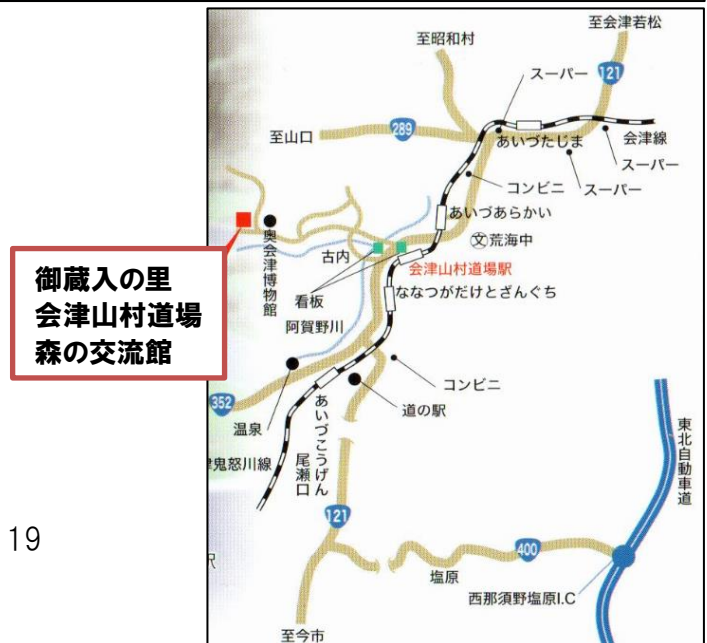 至会津若松
至昭和村
スーパー
121
289
至山口
あいづたじま
会津線
スーパー
コンビニ
スーパー
あいづあらかい
文
荒海中
奥会津博物館
古内
会津山村道場駅
御蔵入の里
会津山村道場
森の交流館
看板
ななつがだけとざんぐち
阿賀野川
コンビニ
道の駅
352
温泉
あいづこうげん
尾瀬口
津鬼怒川線
東北自動車道
121
19
400
駅
塩原
西那須野塩原I.C
至今市